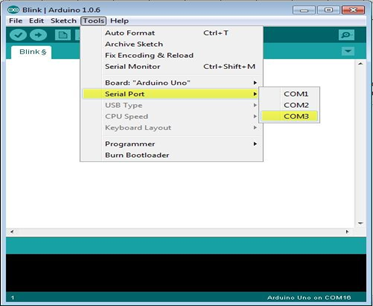 Blink | Arduino 1.0.6
File Edit Sketch Tools Help
Blink §
Auto Format Ctrl+T
Archive Sketch
Fix Encoding & Reload
Serial Monitor Ctrl+Shift+M
Board: "Arduino Uno"
Serial Port
USB Type
CPU Speed
Keyboard Layout
Programmer
Burn Bootloader
COM1
COM2
COM3
1 Arduino Uno on COM16